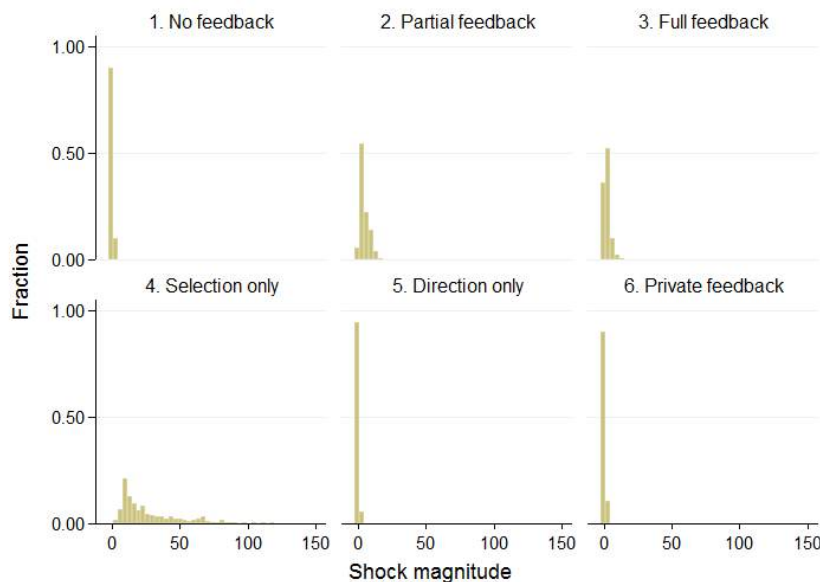 1. No feedback
2. Partial feedback
3. Full feedback
1.00
0.50
0.00
4. Selection only
5. Direction only
6. Private feedback
1.00
0.50
0.00
0 50 100 150
0 50 100 150
0 50 100 150
Fraction
Shock magnitude